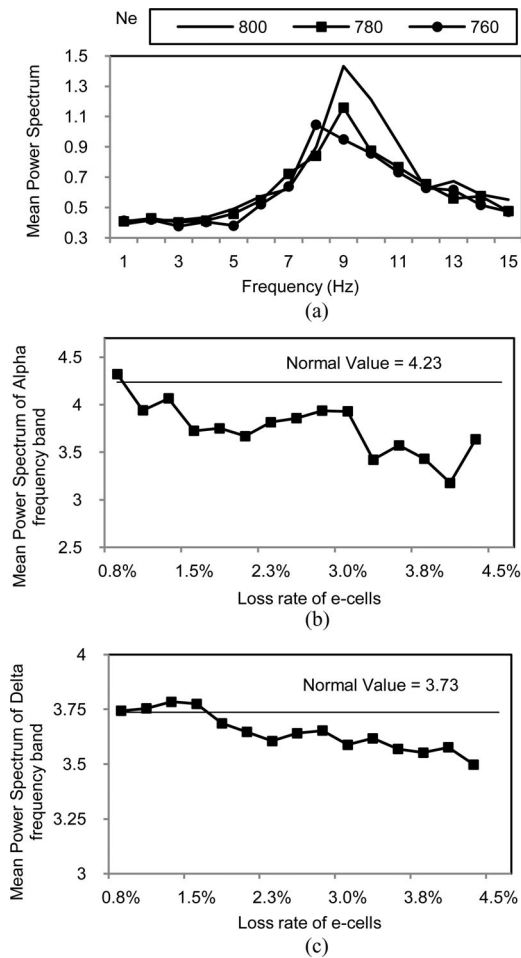 Ne
800 780 760
Mean Power Spectrum
1.5
1.3
1.1
0.9
0.7
0.5
0.3
1 3 5 7 9 11 13 15
Frequency (Hz)
(a)
Mean Power Spectrum of Alpha
frequency band
4.5
4
3.5
3
2.5
Normal Value = 4.23
0.8% 1.5% 2.3% 3.0% 3.8% 4.5%
Loss rate of e-cells
(b)
Mean Power Spectrum of Delta
frequency band
4
3.75
3.5
3.25
3
Normal Value = 3.73
0.8% 1.5% 2.3% 3.0% 3.8% 4.5%
Loss rate of e-cells
(c)